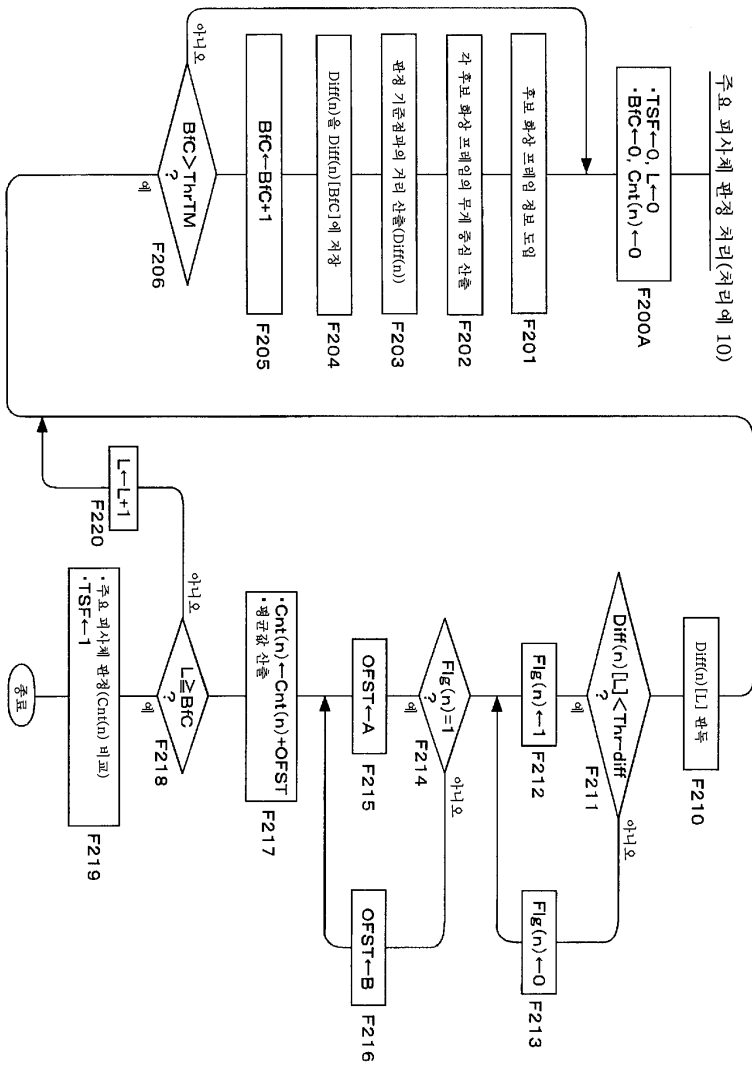 주요 피사체 판정 처리(처리예 10)
·TSF←0, L←0
·BfC←0, Cnt(n)←0
F200A
후보 화상 프레임 정보 도입
F201
각 후보 화상 프레임의 무게 중심 산출
F202
판정 기준점과의 거리 산출(Diff(n))
F203
Diff(n)을 Diff(n)[BfC]에 저장
F204
BfC←BfC+1
F205
BfC>ThrTM
?
F206
아니오
예
Diff(n)[L] 판독
F210
Diff(n)[L]<Thr-diff
?
F211
아니오
예
Flg(n)←1
F212
Flg(n)←0
F213
Flg(n)=1
?
F214
아니오
예
OFST←A
F215
OFST←B
F216
·Cnt(n)←Cnt(n)+OFST
·평균값 산출
F217
L≧BfC
?
F218
아니오
예
·주요 피사체 판정(Cnt(n) 비교)
·TSF←1
F219
L←L+1
F220
종료